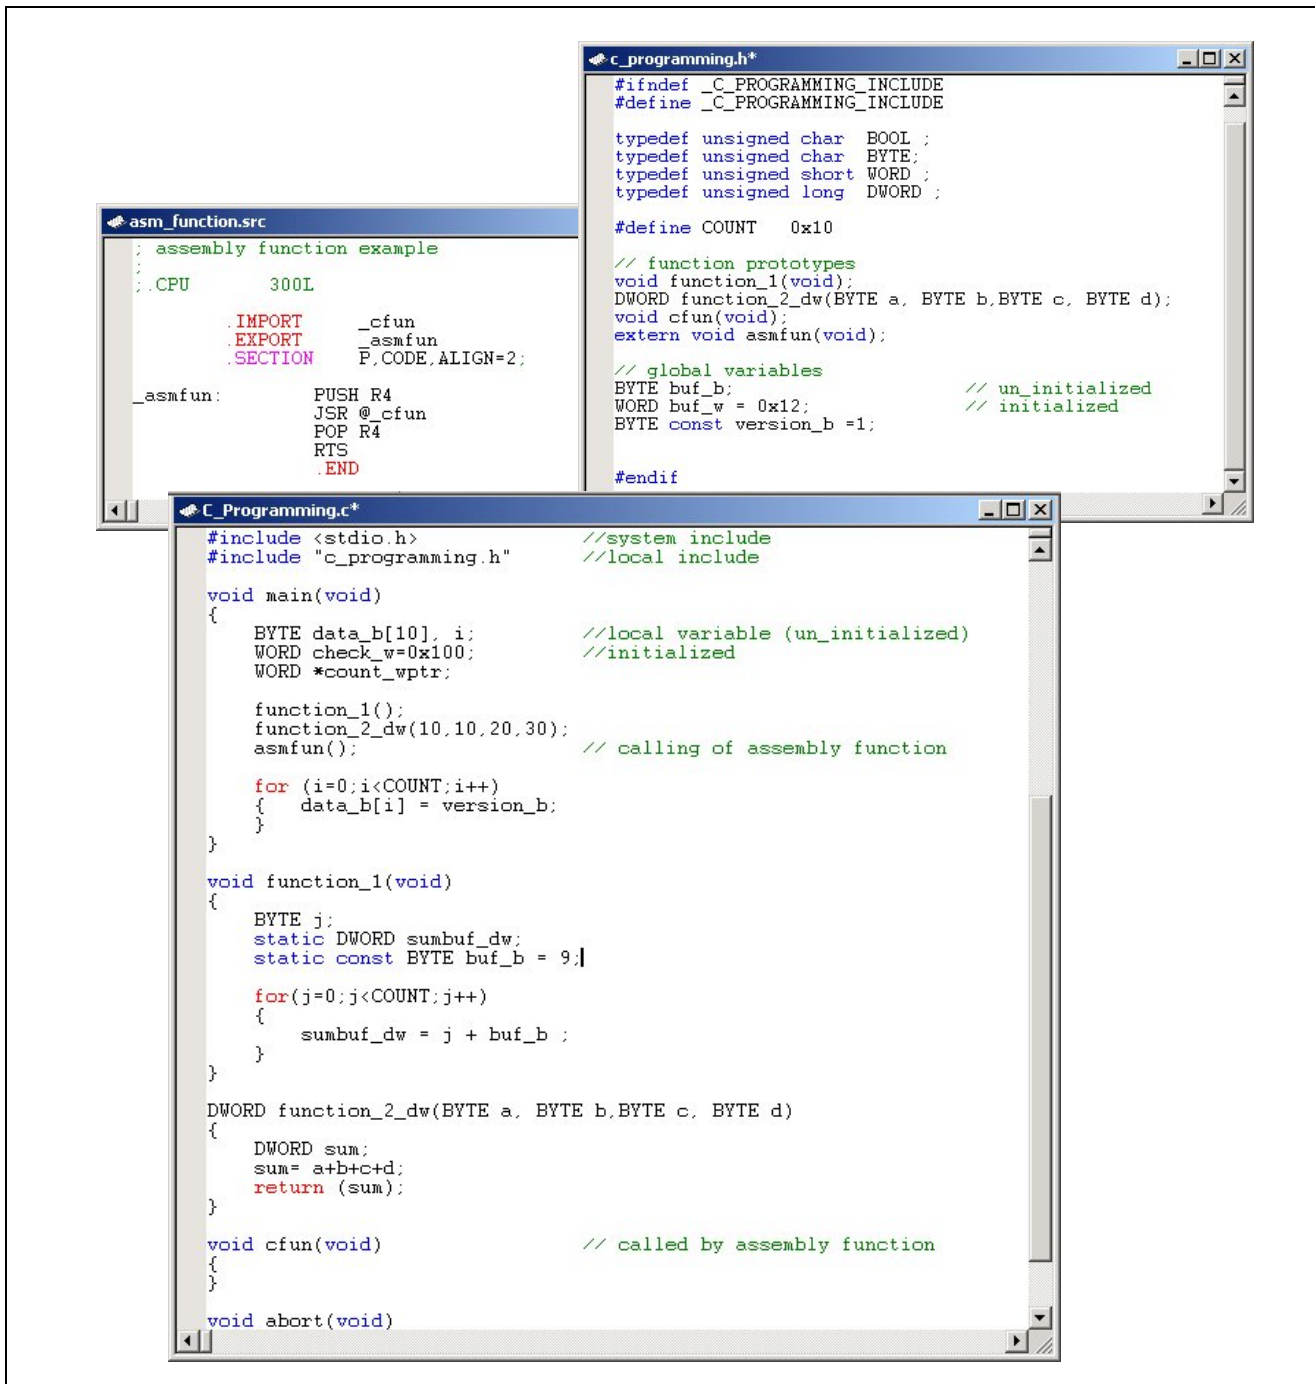 c_programming.h*
#ifndef _C_PROGRAMMING_INCLUDE
#define _C_PROGRAMMING_INCLUDE
typedef unsigned char  BOOL ;
typedef unsigned char  BYTE;
typedef unsigned short WORD ;
typedef unsigned long  DWORD ;
#define COUNT   0x10
// function prototypes
void function_1(void);
DWORD function_2_dw(BYTE a, BYTE b,BYTE c, BYTE d);
void cfun(void);
extern void asmfun(void);
// global variables
BYTE buf_b;                    // un_initialized
WORD buf_w = 0x12;             // initialized
BYTE const version_b =1;
#endif
asm_function.src
; assembly function example
;
;.CPU       300L
.IMPORT     _cfun
.EXPORT     _asmfun
.SECTION    P,CODE,ALIGN=2;
_asmfun:        PUSH R4
JSR @_cfun
POP R4
RTS
.END
C_Programming.c*
#include <stdio.h>              //system include
#include "c_programming.h"      //local include
void main(void)
{
    BYTE data_b[10], i;         //local variable (un_initialized)
    WORD check_w=0x100;         //initialized
    WORD *count_wptr;
    function_1();
    function_2_dw(10,10,20,30);
    asmfun();                   // calling of assembly function
    for (i=0;i<COUNT;i++)
    {   data_b[i] = version_b;
    }
}
void function_1(void)
{
    BYTE j;
    static DWORD sumbuf_dw;
    static const BYTE buf_b = 9;
    for(j=0;j<COUNT;j++)
    {
        sumbuf_dw = j + buf_b ;
    }
}
DWORD function_2_dw(BYTE a, BYTE b,BYTE c, BYTE d)
{
    DWORD sum;
    sum= a+b+c+d;
    return (sum);
}
void cfun(void)                 // called by assembly function
{
}
void abort(void)